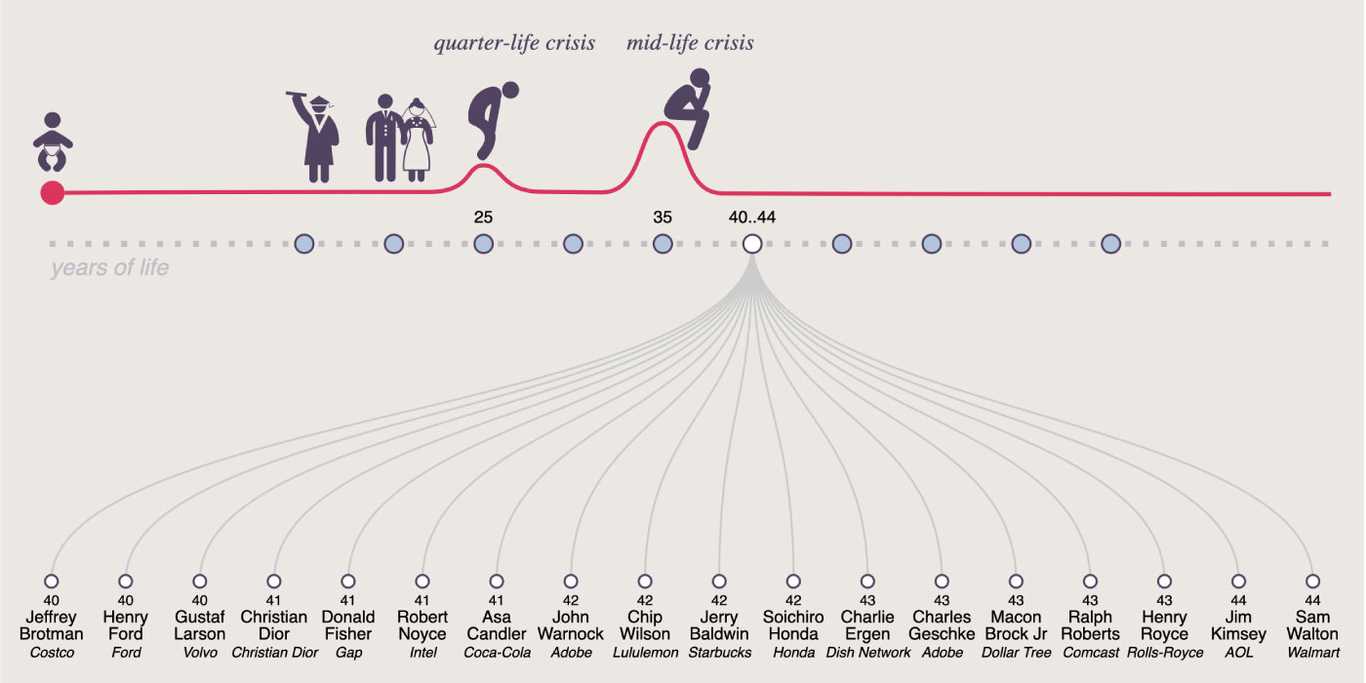 quarter-life crisis
mid-life crisis
25
35
40..44
years of life
40
Jeffrey
Brotman
Costco
40
Henry
Ford
Ford
40
Gustaf
Larson
Volvo
41
Christian
Dior
Christian Dior
41
Donald
Fisher
Gap
41
Robert
Noyce
Intel
41
Asa
Candler
Coca-Cola
42
John
Warnock
Adobe
42
Chip
Wilson
Lululemon
42
Jerry
Baldwin
Starbucks
42
Soichiro
Honda
Honda
43
Charlie
Ergen
Dish Network
43
Charles
Geschke
Adobe
43
Macon
Brock Jr
Dollar Tree
43
Ralph
Roberts
Comcast
43
Henry
Royce
Rolls-Royce
44
Jim
Kimsey
AOL
44
Sam
Walton
Walmart